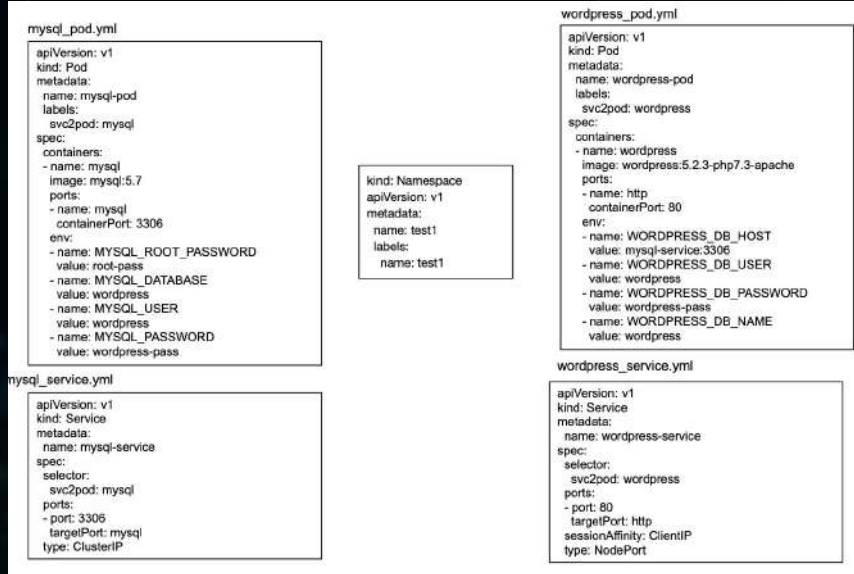 mysql_pod.yml
apiVersion: v1
kind: Pod
metadata:
name: mysql-pod
labels:
svc2pod: mysql
spec:
containers:
- name: mysql
image: mysql:5.7
ports:
- name: mysql
containerPort: 3306
env:
- name: MYSQL_ROOT_PASSWORD
value: root-pass
- name: MYSQL_DATABASE
value: wordpress
- name: MYSQL_USER
value: wordpress
- name: MYSQL_PASSWORD
value: wordpress-pass
mysql_service.yml
apiVersion: v1
kind: Service
metadata:
name: mysql-service
spec:
selector:
svc2pod: mysql
ports:
- port: 3306
targetPort: mysql
type: ClusterIP
kind: Namespace
apiVersion: v1
metadata:
name: test1
labels:
name: test1
wordpress_pod.yml
apiVersion: v1
kind: Pod
metadata:
name: wordpress-pod
labels:
svc2pod: wordpress
spec:
containers:
- name: wordpress
image: wordpress:5.2.3-php7.3-apache
ports:
- name: http
containerPort: 80
env:
- name: WORDPRESS_DB_HOST
value: mysql-service:3306
- name: WORDPRESS_DB_USER
value: wordpress
- name: WORDPRESS_DB_PASSWORD
value: wordpress-pass
- name: WORDPRESS_DB_NAME
value: wordpress
wordpress_service.yml
apiVersion: v1
kind: Service
metadata:
name: wordpress-service
spec:
selector:
svc2pod: wordpress
ports:
- port: 80
targetPort: http
sessionAffinity: ClientIP
type: NodePort